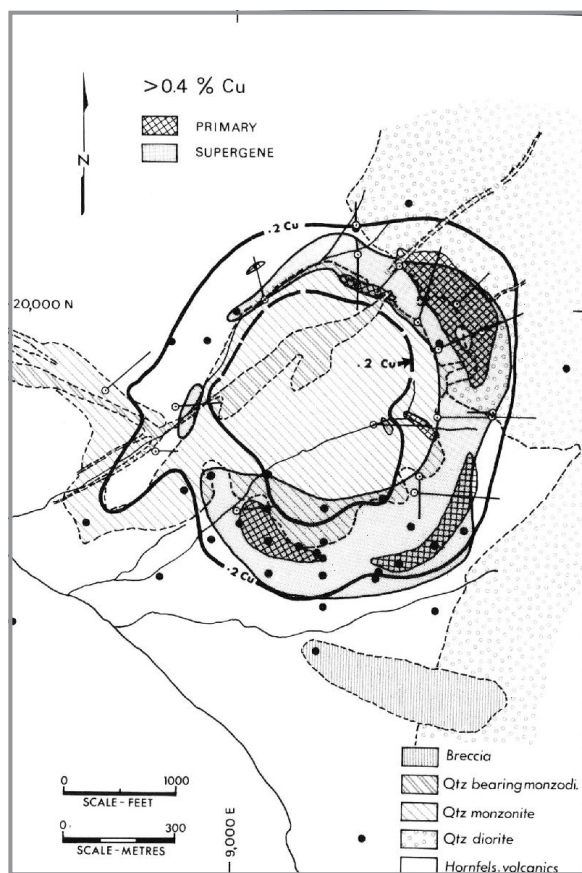 >0.4 % Cu
PRIMARY
SUPERGENE
N
.2 Cu
20,000 N
.2 Cu
.2 Cu
Breccia
Qtz bearing monzodi.
Qtz monzonite
Qtz diorite
Hornfels, volcanics
0 1000
SCALE-FEET
0 300
SCALE-METRES
9,000 E